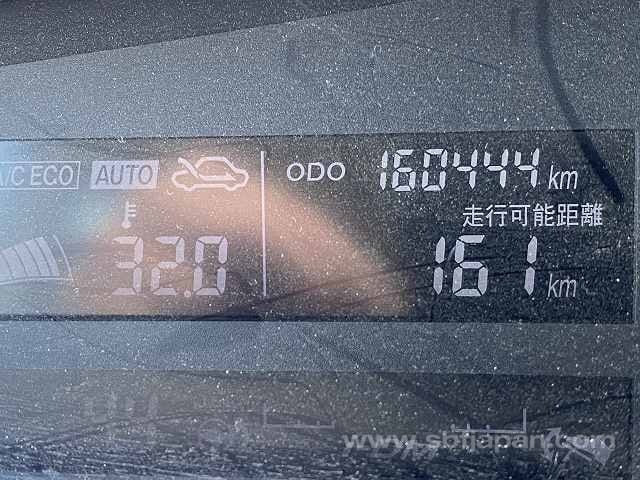 A/C ECO AUTO ODO 160444 km
走行可能距離
32.0 161 km
www.sbtjapan.com